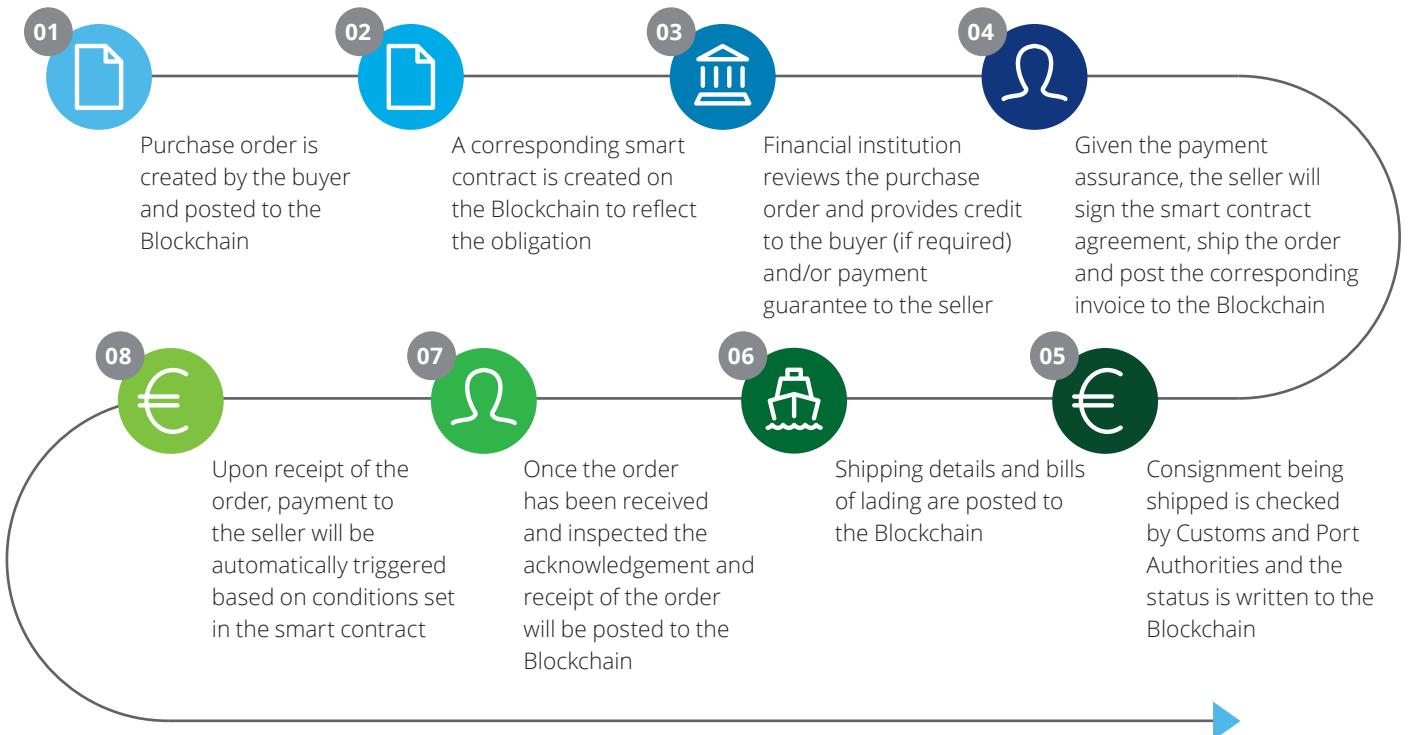 01
Purchase order is
created by the buyer
and posted to the
Blockchain
02
A corresponding smart
contract is created on
the Blockchain to reflect
the obligation
03
Financial institution
reviews the purchase
order and provides credit
to the buyer (if required)
and/or payment
guarantee to the seller
04
Given the payment
assurance, the seller will
sign the smart contract
agreement, ship the order
and post the corresponding
invoice to the Blockchain
05
€
Consignment being
shipped is checked
by Customs and Port
Authorities and the
status is written to the
Blockchain
06
Shipping details and bills
of lading are posted to
the Blockchain
07
Once the order
has been received
and inspected the
acknowledgement and
receipt of the order
will be posted to the
Blockchain
08
€
Upon receipt of the
order, payment to
the seller will be
automatically triggered
based on conditions set
in the smart contract